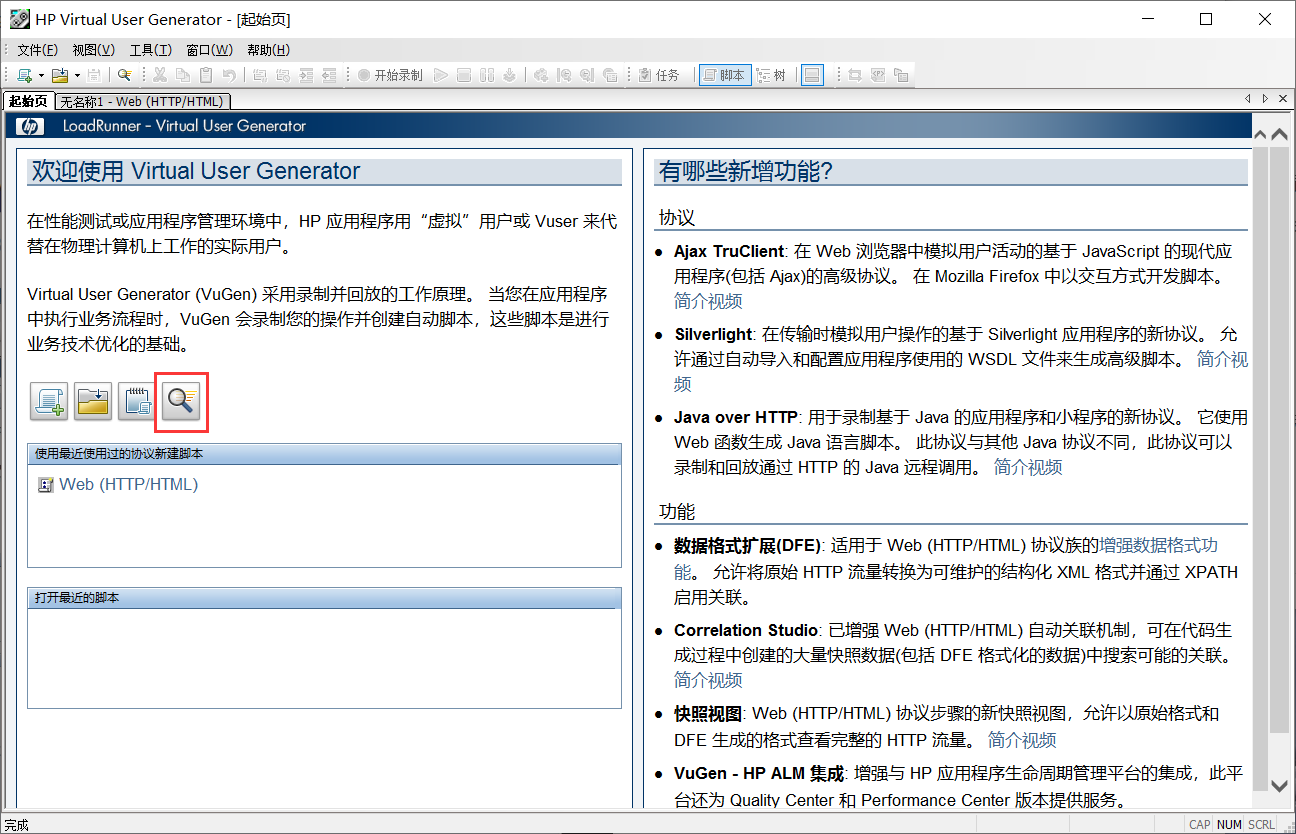 HP Virtual User Generator - [起始页]
文件(F) 视图(V) 工具(T) 窗口(W) 帮助(H)
开始录制 任务 脚本 树
起始页 无名称1 - Web (HTTP/HTML)
hp LoadRunner - Virtual User Generator
欢迎使用 Virtual User Generator
在性能测试或应用程序管理环境中，HP 应用程序用“虚拟”用户或 Vuser 来代
替在物理计算机上工作的实际用户。
Virtual User Generator (VuGen) 采用录制并回放的工作原理。 当您在应用程序
中执行业务流程时，VuGen 会录制您的操作并创建自动脚本，这些脚本是进行
业务技术优化的基础。
使用最近使用过的协议新建脚本
Web (HTTP/HTML)
打开最近的脚本
有哪些新增功能?
协议
● Ajax TruClient: 在 Web 浏览器中模拟用户活动的基于 JavaScript 的现代应
用程序(包括 Ajax)的高级协议。 在 Mozilla Firefox 中以交互方式开发脚本。
简介视频
● Silverlight: 在传输时模拟用户操作的基于 Silverlight 应用程序的新协议。 允
许通过自动导入和配置应用程序使用的 WSDL 文件来生成高级脚本。 简介视
频
● Java over HTTP: 用于录制基于 Java 的应用程序和小程序的新协议。 它使用
Web 函数生成 Java 语言脚本。 此协议与其他 Java 协议不同，此协议可以
录制和回放通过 HTTP 的 Java 远程调用。 简介视频
功能
● 数据格式扩展(DFE): 适用于 Web (HTTP/HTML) 协议族的增强数据格式功
能。 允许将原始 HTTP 流量转换为可维护的结构化 XML 格式并通过 XPATH
启用关联。
● Correlation Studio: 已增强 Web (HTTP/HTML) 自动关联机制，可在代码生
成过程中创建的大量快照数据(包括 DFE 格式化的数据)中搜索可能的关联。
简介视频
● 快照视图: Web (HTTP/HTML) 协议步骤的新快照视图，允许以原始格式和
DFE 生成的格式查看完整的 HTTP 流量。 简介视频
● VuGen - HP ALM 集成: 增强与 HP 应用程序生命周期管理平台的集成，此平
台还为 Quality Center 和 Performance Center 版本提供服务。
完成 CAP NUM SCRL